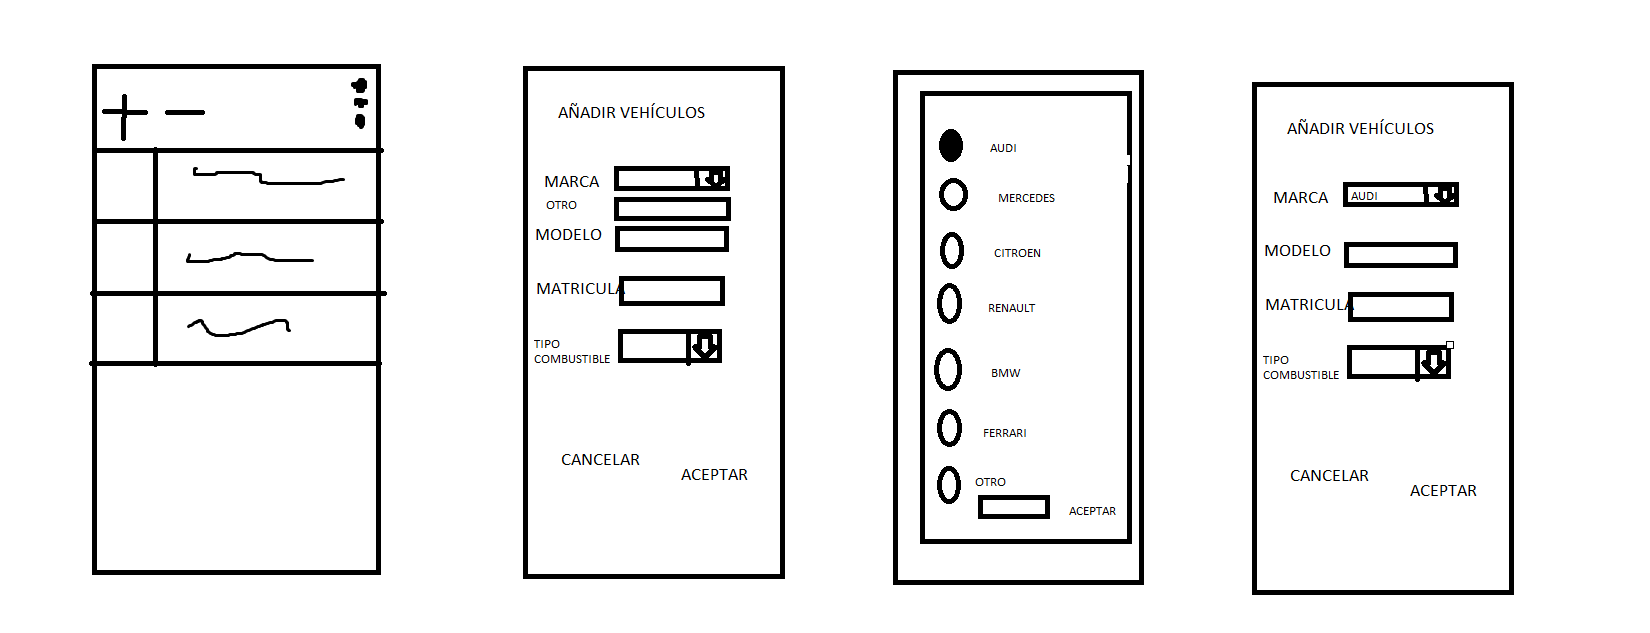 AÑADIR VEHÍCULOS
MARCA
OTRO
MODELO
MATRICULA
TIPO
COMBUSTIBLE
CANCELAR
ACEPTAR
AUDI
MERCEDES
CITROEN
RENAULT
BMW
FERRARI
OTRO
ACEPTAR
AÑADIR VEHÍCULOS
MARCA AUDI
MODELO
MATRICULA
TIPO
COMBUSTIBLE
CANCELAR
ACEPTAR